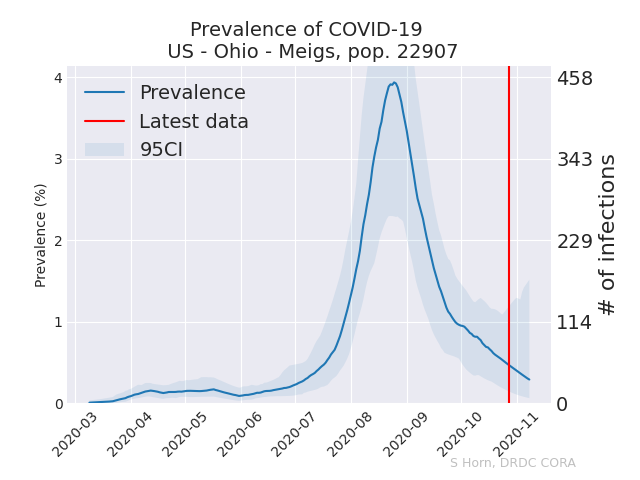 Prevalence of COVID-19
US - Ohio - Meigs, pop. 22907
Prevalence
Latest data
95CI
Prevalence (%)
4
3
2
1
0
458
343
229
114
0
# of infections
2020-03
2020-04
2020-05
2020-06
2020-07
2020-08
2020-09
2020-10
2020-11
S Horn, DRDC CORA